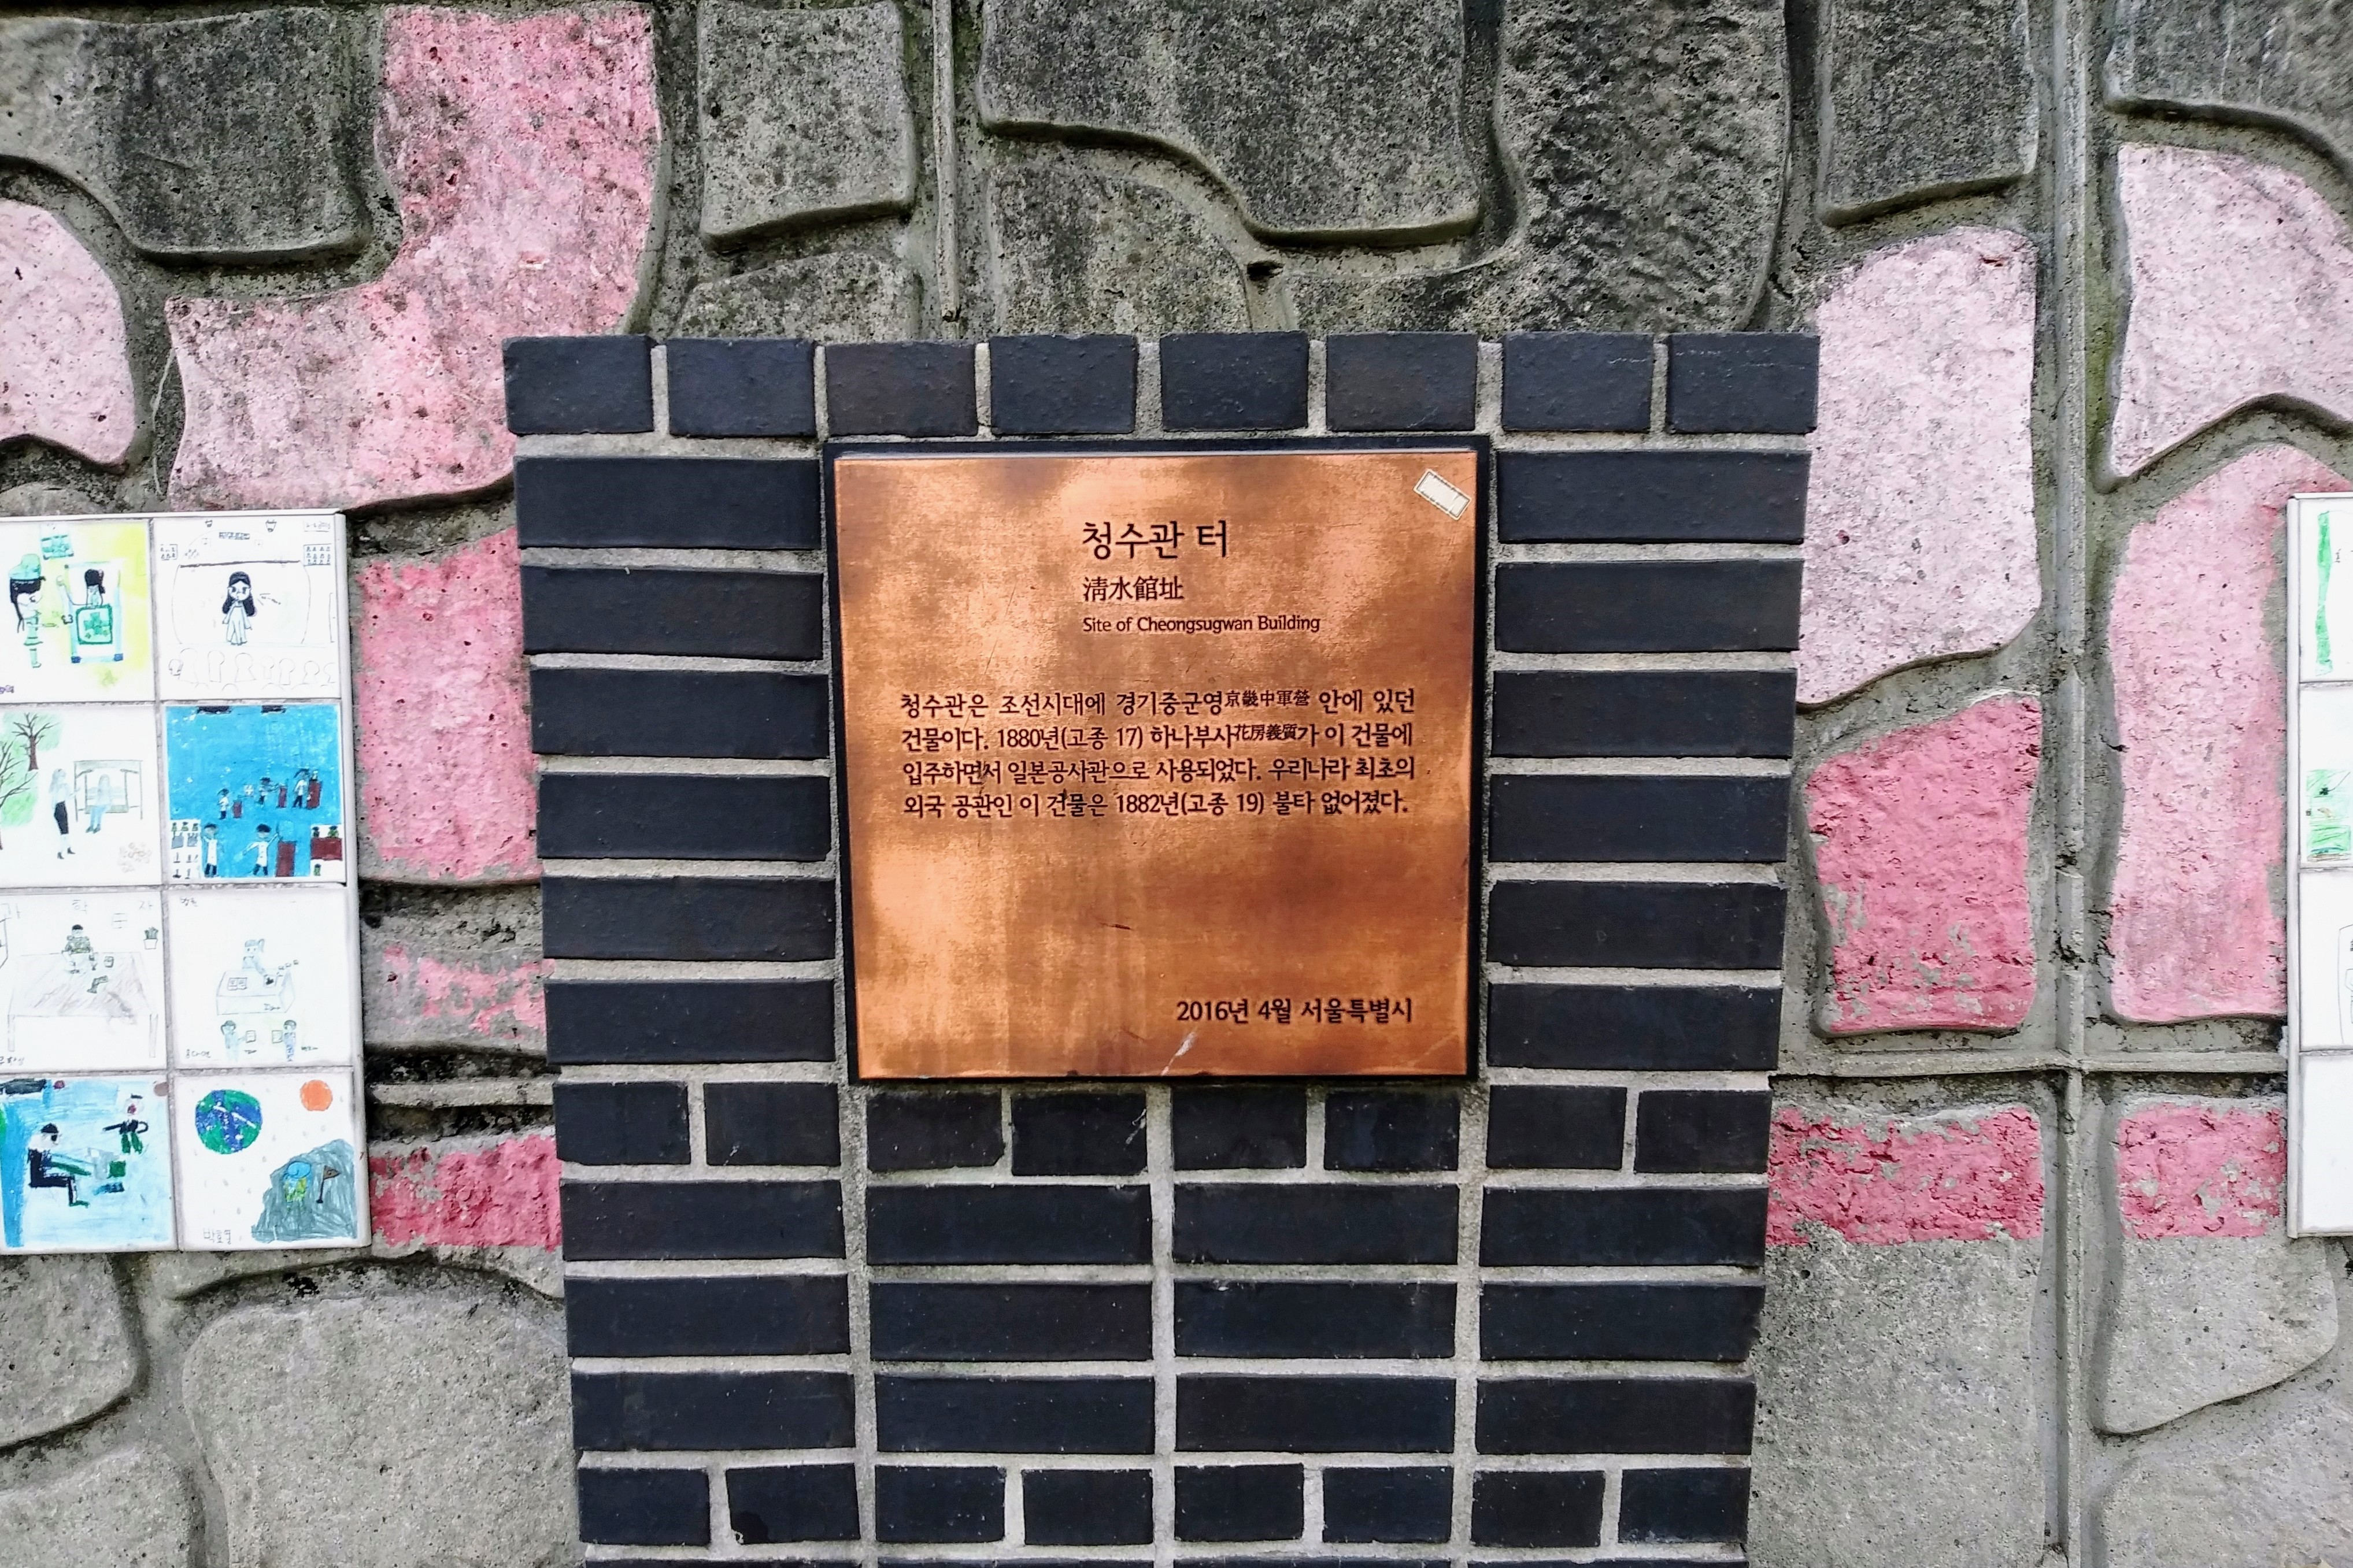 청수관 터
淸水館址
Site of Cheongsugwan Building
청수관은 조선시대에 경기중군영京畿中軍營 안에 있던
건물이다. 1880년(고종 17) 하나부사花房義質가 이 건물에
입주하면서 일본공사관으로 사용되었다. 우리나라 최초의
외국 공관인 이 건물은 1882년(고종 19) 불타 없어졌다.
2016년 4월 서울특별시